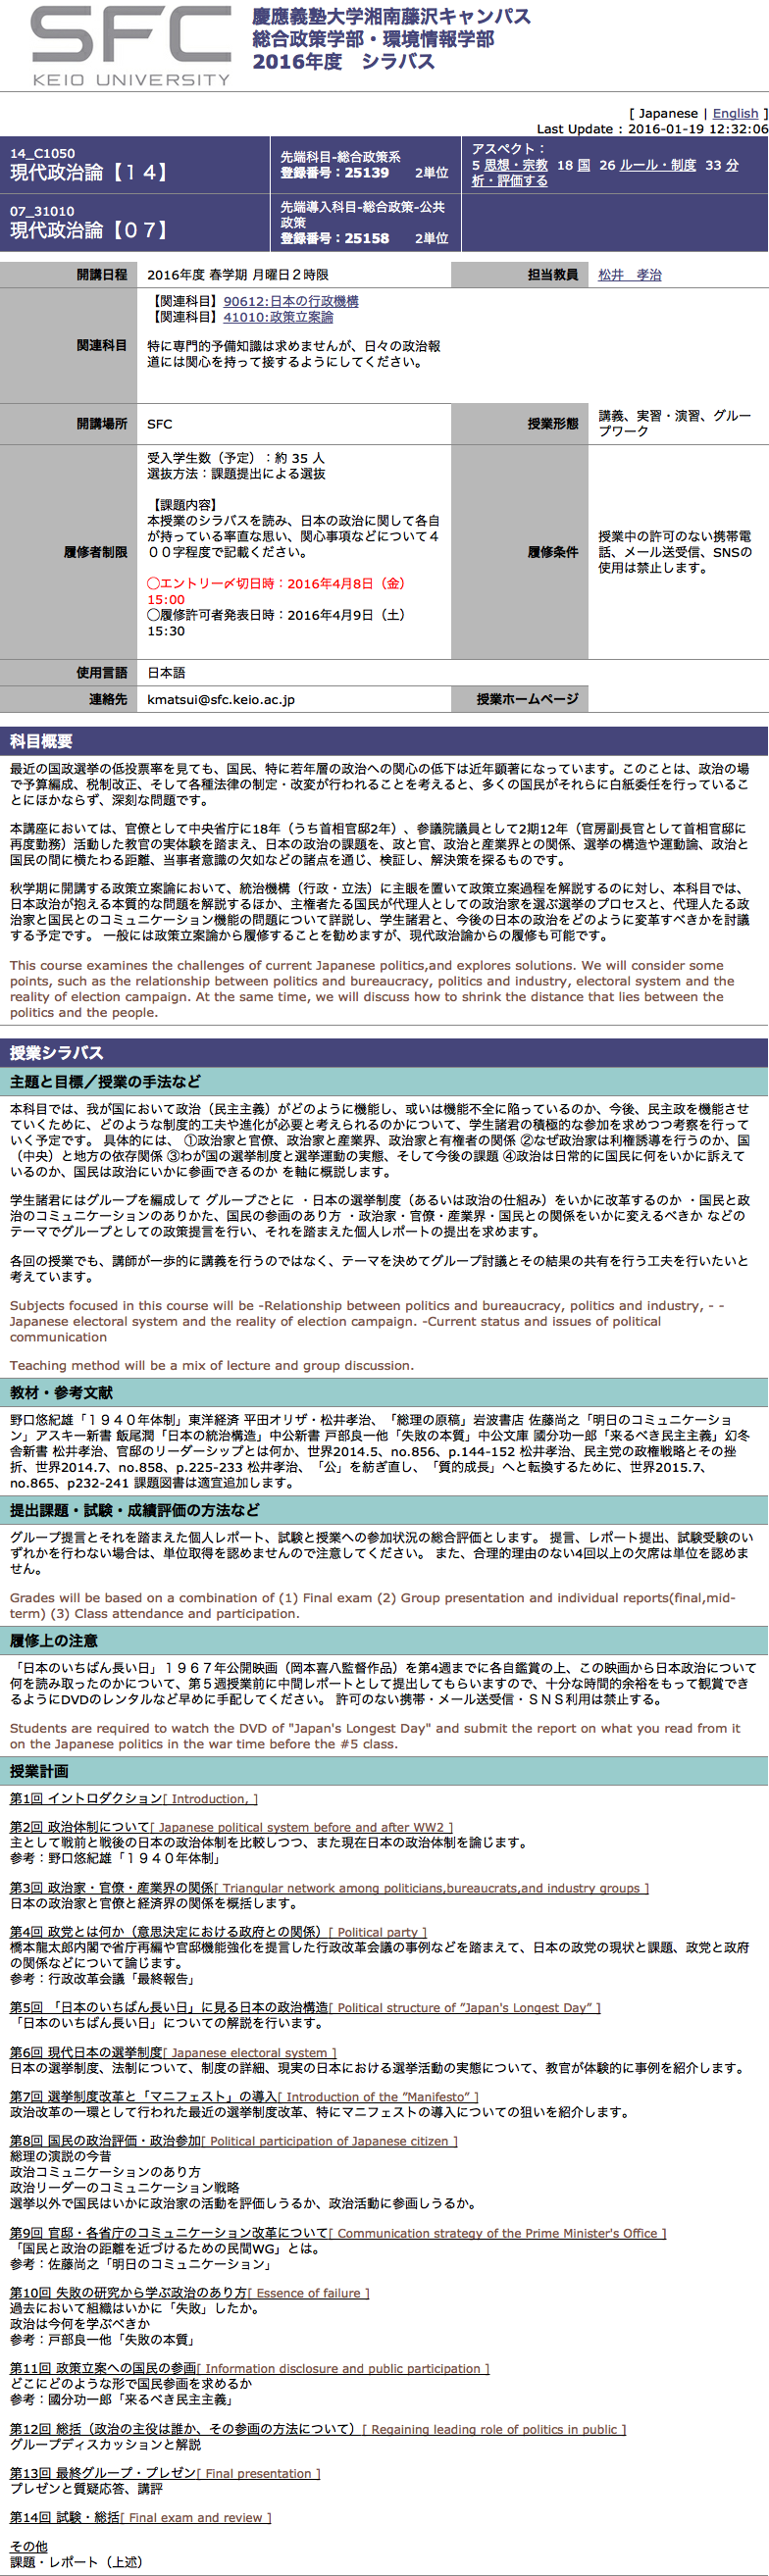 SFC
KEIO UNIVERSITY
慶應義塾大学湘南藤沢キャンパス
総合政策学部・環境情報学部
2016年度　シラバス
[ Japanese | English ]
Last Update : 2016-01-19 12:32:06
14_C1050
現代政治論【１４】
先端科目-総合政策系
登録番号：25139　　2単位
アスペクト：
5 思想・宗教 18 国 26 ルール・制度 33 分
析・評価する
07_31010
現代政治論【０７】
先端導入科目-総合政策-公共
政策
登録番号：25158　　2単位
開講日程
2016年度 春学期 月曜日２時限
担当教員
松井　孝治
関連科目
【関連科目】90612:日本の行政機構
【関連科目】41010:政策立案論
特に専門的予備知識は求めませんが、日々の政治報
道には関心を持って接するようにしてください。
開講場所
SFC
授業形態
講義、実習・演習、グルー
プワーク
履修者制限
受入学生数（予定）：約 35 人
選抜方法：課題提出による選抜
【課題内容】
本授業のシラバスを読み、日本の政治に関して各自
が持っている率直な思い、関心事項などについて４
００字程度で記載ください。
◯エントリー〆切日時：2016年4月8日（金）
15:00
◯履修許可者発表日時：2016年4月9日（土）
15:30
履修条件
授業中の許可のない携帯電
話、メール送受信、SNSの
使用は禁止します。
使用言語
日本語
連絡先
kmatsui@sfc.keio.ac.jp
授業ホームページ
科目概要
最近の国政選挙の低投票率を見ても、国民、特に若年層の政治への関心の低下は近年顕著になっています。このことは、政治の場
で予算編成、税制改正、そして各種法律の制定・改変が行われることを考えると、多くの国民がそれらに白紙委任を行っているこ
とにほかならず、深刻な問題です。
本講座においては、官僚として中央省庁に18年（うち首相官邸2年）、参議院議員として2期12年（官房副長官として首相官邸に
再度勤務）活動した教官の実体験を踏まえ、日本の政治の課題を、政と官、政治と産業界との関係、選挙の構造や運動論、政治と
国民の間に横たわる距離、当事者意識の欠如などの諸点を通じ、検証し、解決策を探るものです。
秋学期に開講する政策立案論において、統治機構（行政・立法）に主眼を置いて政策立案過程を解説するのに対し、本科目では、
日本政治が抱える本質的な問題を解説するほか、主権者たる国民が代理人としての政治家を選ぶ選挙のプロセスと、代理人たる政
治家と国民とのコミュニケーション機能の問題について詳説し、学生諸君と、今後の日本の政治をどのように変革すべきかを討議
する予定です。 一般には政策立案論から履修することを勧めますが、現代政治論からの履修も可能です。
This course examines the challenges of current Japanese politics,and explores solutions. We will consider some
points, such as the relationship between politics and bureaucracy, politics and industry, electoral system and the
reality of election campaign. At the same time, we will discuss how to shrink the distance that lies between the
politics and the people.
授業シラバス
主題と目標／授業の手法など
本科目では、我が国において政治（民主主義）がどのように機能し、或いは機能不全に陥っているのか、今後、民主政を機能させ
ていくために、どのような制度的工夫や進化が必要と考えられるのかについて、学生諸君の積極的な参加を求めつつ考察を行って
いく予定です。 具体的には、 ①政治家と官僚、政治家と産業界、政治家と有権者の関係 ②なぜ政治家は利権誘導を行うのか、国
（中央）と地方の依存関係 ③わが国の選挙制度と選挙運動の実態、そして今後の課題 ④政治は日常的に国民に何をいかに訴えて
いるのか、国民は政治にいかに参画できるのか を軸に概説します。
学生諸君にはグループを編成して グループごとに ・日本の選挙制度（あるいは政治の仕組み）をいかに改革するのか ・国民と政
治のコミュニケーションのありかた、国民の参画のあり方 ・政治家・官僚・産業界・国民との関係をいかに変えるべきか などの
テーマでグループとしての政策提言を行い、それを踏まえた個人レポートの提出を求めます。
各回の授業でも、講師が一歩的に講義を行うのではなく、テーマを決めてグループ討議とその結果の共有を行う工夫を行いたいと
考えています。
Subjects focused in this course will be -Relationship between politics and bureaucracy, politics and industry, - -
Japanese electoral system and the reality of election campaign. -Current status and issues of political
communication
Teaching method will be a mix of lecture and group discussion.
教材・参考文献
野口悠紀雄「１９４０年体制」東洋経済 平田オリザ・松井孝治、「総理の原稿」岩波書店 佐藤尚之「明日のコミュニケーショ
ン」アスキー新書 飯尾潤「日本の統治構造」中公新書 戸部良一他「失敗の本質」中公文庫 國分功一郎「来るべき民主主義」幻冬
舎新書 松井孝治、官邸のリーダーシップとは何か、世界2014.5、no.856、p.144-152 松井孝治、民主党の政権戦略とその挫
折、世界2014.7、no.858、p.225-233 松井孝治、「公」を紡ぎ直し、「質的成長」へと転換するために、世界2015.7、
no.865、p232-241 課題図書は適宜追加します。
提出課題・試験・成績評価の方法など
グループ提言とそれを踏まえた個人レポート、試験と授業への参加状況の総合評価とします。 提言、レポート提出、試験受験のい
ずれかを行わない場合は、単位取得を認めませんので注意してください。 また、合理的理由のない4回以上の欠席は単位を認めま
せん。
Grades will be based on a combination of (1) Final exam (2) Group presentation and individual reports(final,mid-
term) (3) Class attendance and participation.
履修上の注意
「日本のいちばん長い日」１９６７年公開映画（岡本喜八監督作品）を第4週までに各自鑑賞の上、この映画から日本政治について
何を読み取ったのかについて、第５週授業前に中間レポートとして提出してもらいますので、十分な時間的余裕をもって観賞でき
るようにDVDのレンタルなど早めに手配してください。 許可のない携帯・メール送受信・ＳＮＳ利用は禁止する。
Students are required to watch the DVD of "Japan's Longest Day" and submit the report on what you read from it
on the Japanese politics in the war time before the #5 class.
授業計画
第1回 イントロダクション[ Introduction, ]
第2回 政治体制について[ Japanese political system before and after WW2 ]
主として戦前と戦後の日本の政治体制を比較しつつ、また現在日本の政治体制を論じます。
参考：野口悠紀雄「１９４０年体制」
第3回 政治家・官僚・産業界の関係[ Triangular network among politicians,bureaucrats,and industry groups ]
日本の政治家と官僚と経済界の関係を概括します。
第4回 政党とは何か（意思決定における政府との関係）[ Political party ]
橋本龍太郎内閣で省庁再編や官邸機能強化を提言した行政改革会議の事例などを踏まえて、日本の政党の現状と課題、政党と政府
の関係などについて論じます。
参考：行政改革会議「最終報告」
第5回 「日本のいちばん長い日」に見る日本の政治構造[ Political structure of ”Japan's Longest Day” ]
「日本のいちばん長い日」についての解説を行います。
第6回 現代日本の選挙制度[ Japanese electoral system ]
日本の選挙制度、法制について、制度の詳細、現実の日本における選挙活動の実態について、教官が体験的に事例を紹介します。
第7回 選挙制度改革と「マニフェスト」の導入[ Introduction of the ”Manifesto” ]
政治改革の一環として行われた最近の選挙制度改革、特にマニフェストの導入についての狙いを紹介します。
第8回 国民の政治評価・政治参加[ Political participation of Japanese citizen ]
総理の演説の今昔
政治コミュニケーションのあり方
政治リーダーのコミュニケーション戦略
選挙以外で国民はいかに政治家の活動を評価しうるか、政治活動に参画しうるか。
第9回 官邸・各省庁のコミュニケーション改革について[ Communication strategy of the Prime Minister's Office ]
「国民と政治の距離を近づけるための民間WG」とは。
参考：佐藤尚之「明日のコミュニケーション」
第10回 失敗の研究から学ぶ政治のあり方[ Essence of failure ]
過去において組織はいかに「失敗」したか。
政治は今何を学ぶべきか
参考：戸部良一他「失敗の本質」
第11回 政策立案への国民の参画[ Information disclosure and public participation ]
どこにどのような形で国民参画を求めるか
参考：國分功一郎「来るべき民主主義」
第12回 総括（政治の主役は誰か、その参画の方法について）[ Regaining leading role of politics in public ]
グループディスカッションと解説
第13回 最終グループ・プレゼン[ Final presentation ]
プレゼンと質疑応答、講評
第14回 試験・総括[ Final exam and review ]
その他
課題・レポート（上述）